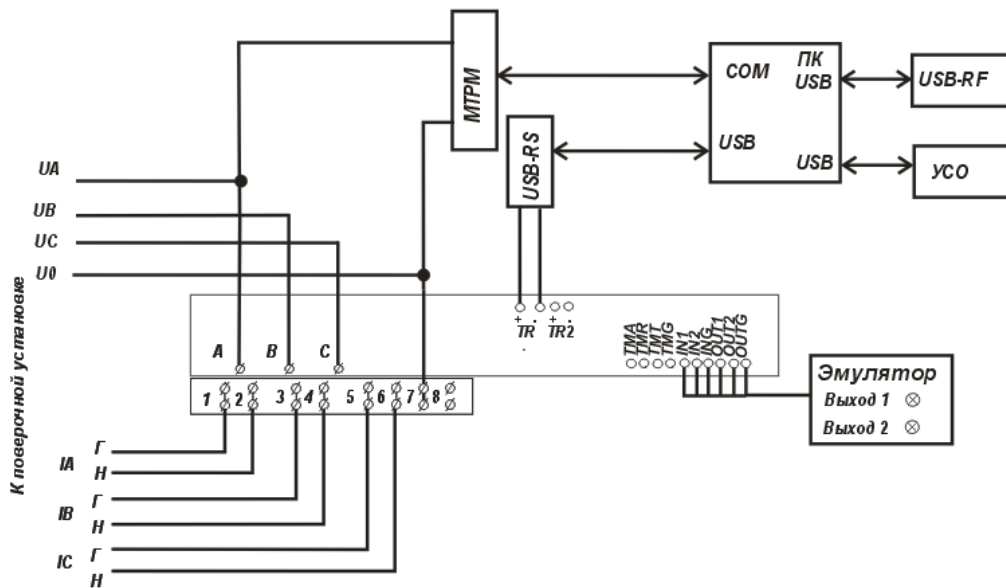 МТРМ
COM
ПК
USB
USB-RF
USB-RS
USB
USB
УСО
UA
UB
UC
U0
К поверочной установке
+ -
TR
+ -
TR2
TMA
TMR
TMT
TMG
IN1
IN2
ING
OUT1
OUT2
OUTG
A B C
1 2 3 4 5 6 7 8
Эмулятор
Выход 1
Выход 2
IA
Г
Н
IB
Г
Н
IC
Г
Н